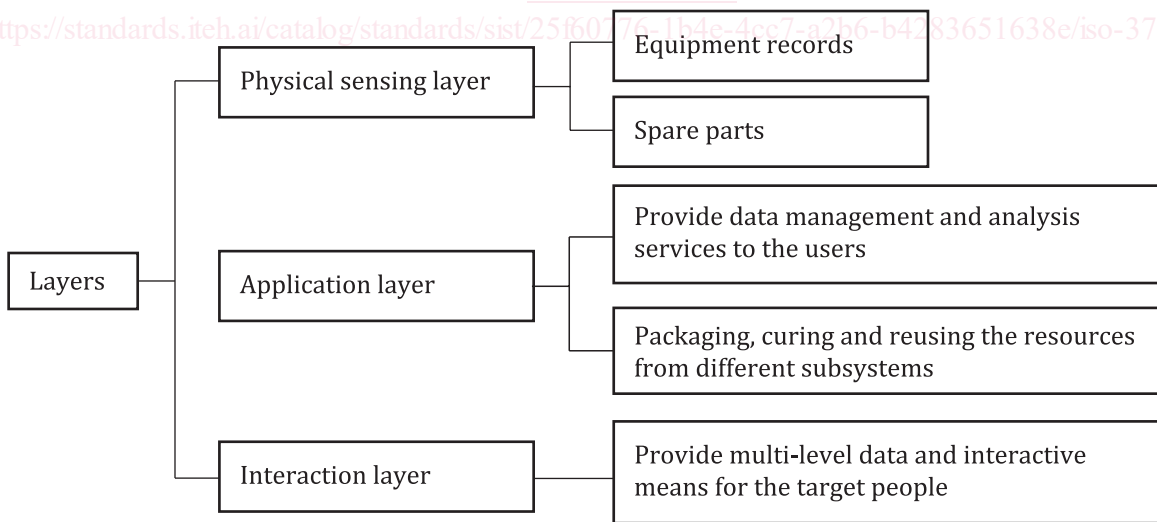 ttps://standards.iteh.ai/catalog/standards/sist/25f60776-1b4e-4cc7-a2b6-b4283651638e/iso-37
Equipment records
Physical sensing layer
Spare parts
Provide data management and analysis
services to the users
Layers
Application layer
Packaging, curing and reusing the resources
from different subsystems
Provide multi-level data and interactive
means for the target people
Interaction layer